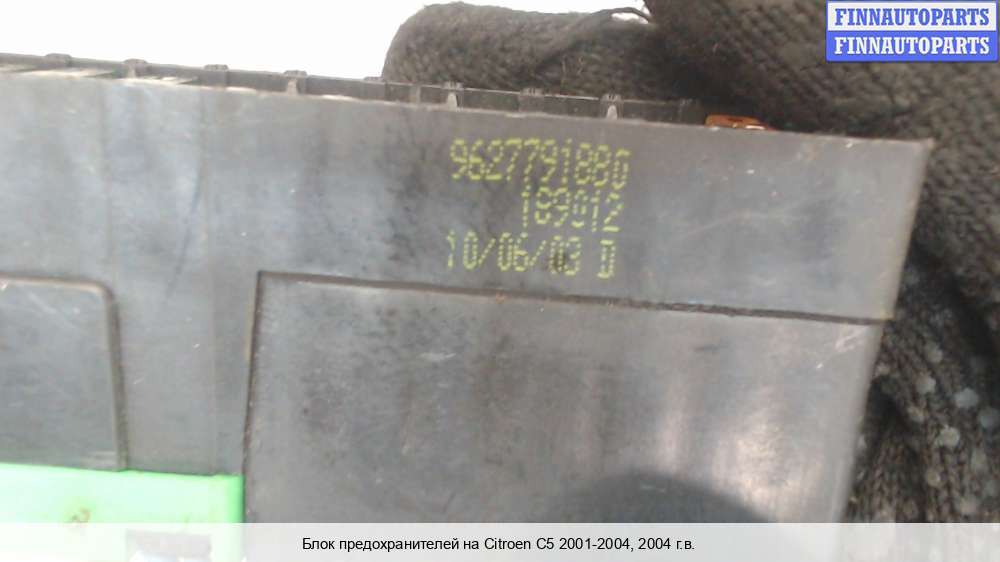 FINNAUTOPARTS
FINNAUTOPARTS
9627791880
189012
10/06/03 D
Блок предохранителей на Citroen C5 2001-2004, 2004 г.в.